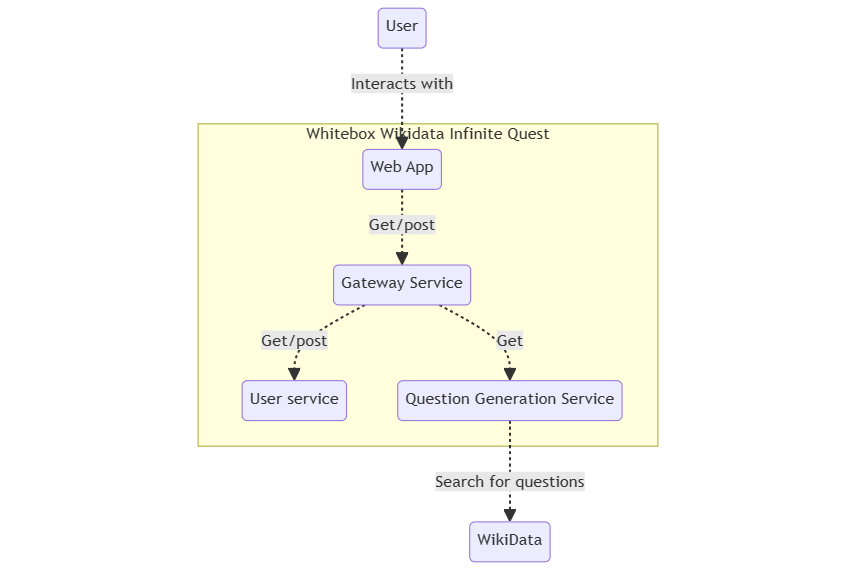 User
Interacts with
Whitebox Wikidata Infinite Quest
Web App
Get/post
Gateway Service
Get/post
Get
User service
Question Generation Service
Search for questions
WikiData